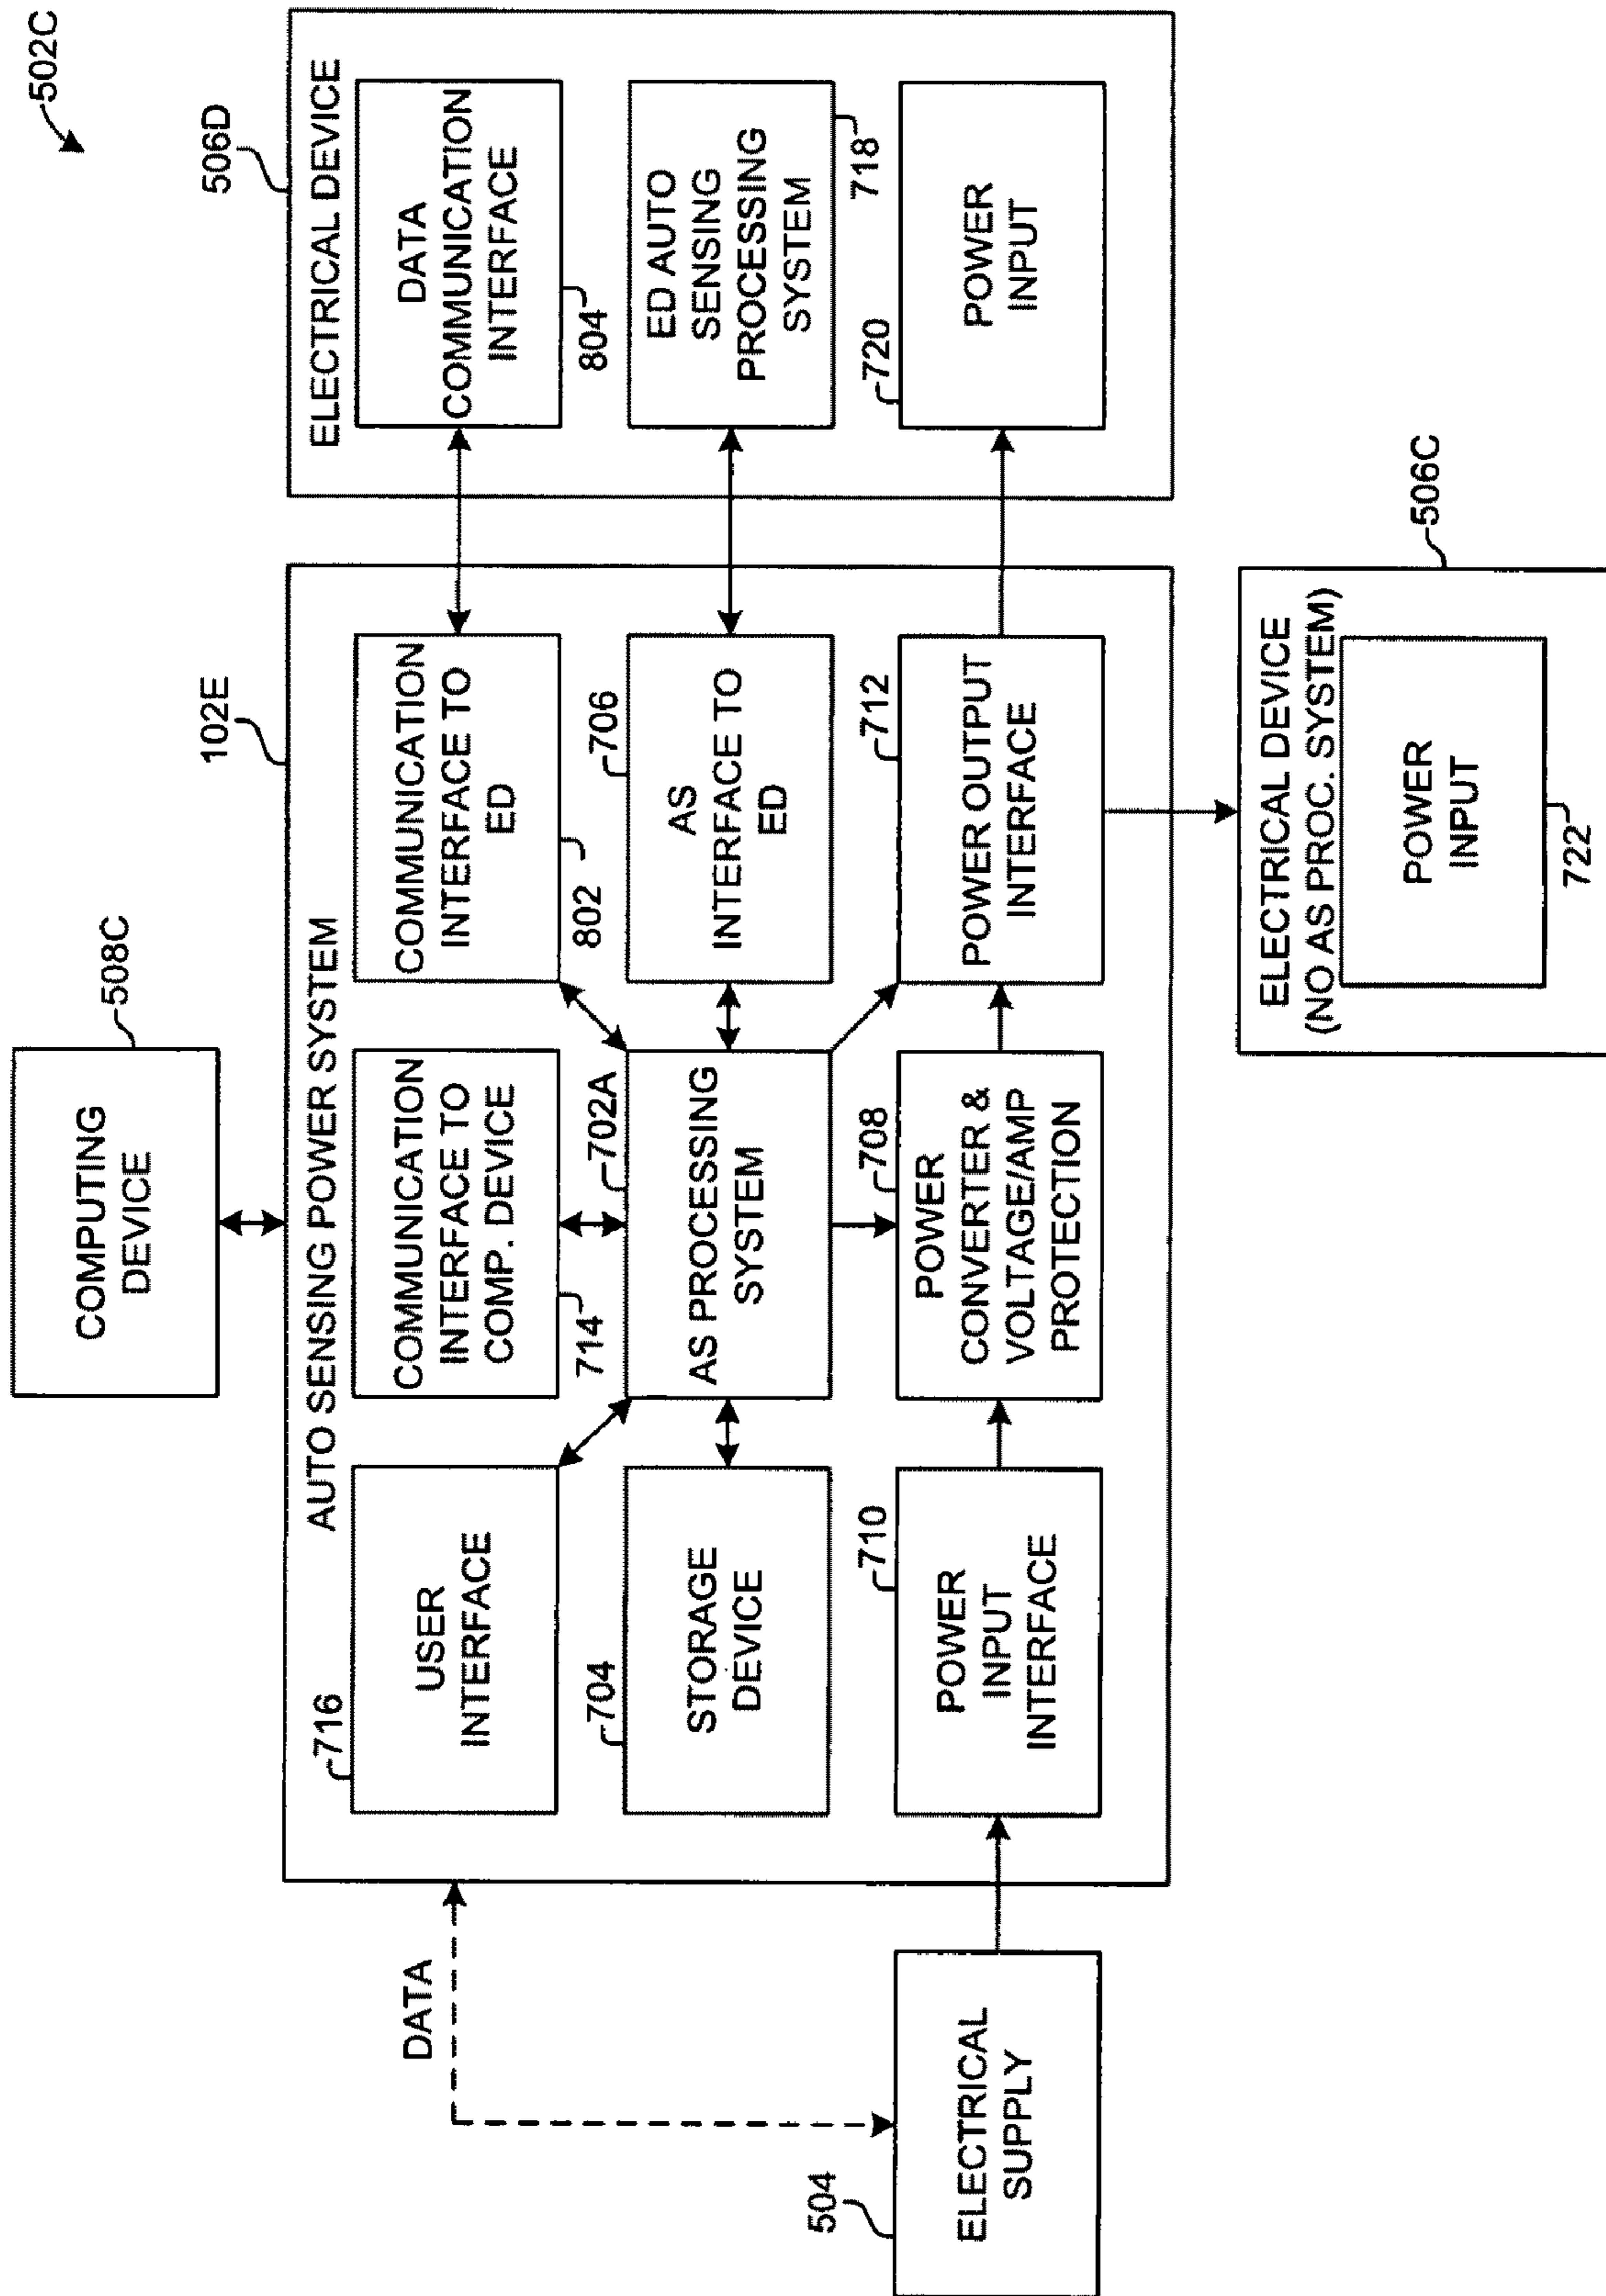 502C
COMPUTING
DEVICE
508C
506D
102E
AUTO SENSING POWER SYSTEM
ELECTRICAL DEVICE
DATA
716
USER
INTERFACE
COMMUNICATION
INTERFACE TO
COMP. DEVICE
714
COMMUNICATION
INTERFACE TO
ED
802
DATA
COMMUNICATION
INTERFACE
804
704
STORAGE
DEVICE
702A
AS PROCESSING
SYSTEM
706
AS
INTERFACE TO
ED
ED AUTO
SENSING
PROCESSING
SYSTEM
718
504
ELECTRICAL
SUPPLY
710
POWER
INPUT
INTERFACE
708
POWER
CONVERTER &
VOLTAGE/AMP
PROTECTION
712
POWER OUTPUT
INTERFACE
720
POWER
INPUT
506C
ELECTRICAL DEVICE
(NO AS PROC. SYSTEM)
POWER
INPUT
722